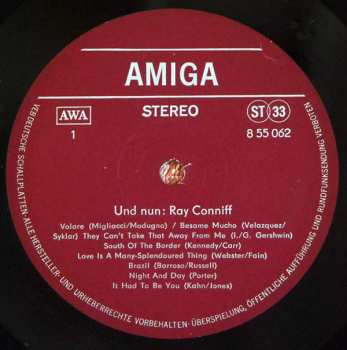 AMIGA
AWA
STEREO
ST 33
1
8 55 062
Und nun: Ray Conniff
Volare (Migliacci/Modugno) / Besame Mucho (Velazquez/
Syklar) They Can't Take That Away From Me (I./G. Gershwin)
South Of The Border (Kennedy/Carr)
Love Is A Many-Splendoured Thing (Webster/Fain)
Brazil (Barroso/Russell)
Night And Day (Porter)
It Had To Be You (Kahn/Jones)
VEB DEUTSCHE SCHALLPLATTEN · ALLE HERSTELLER- UND URHEBERRECHTE VORBEHALTEN · ÜBERSPIELUNG, ÖFFENTLICHE AUFFÜHRUNG UND RUNDFUNKSENDUNG VERBOTEN